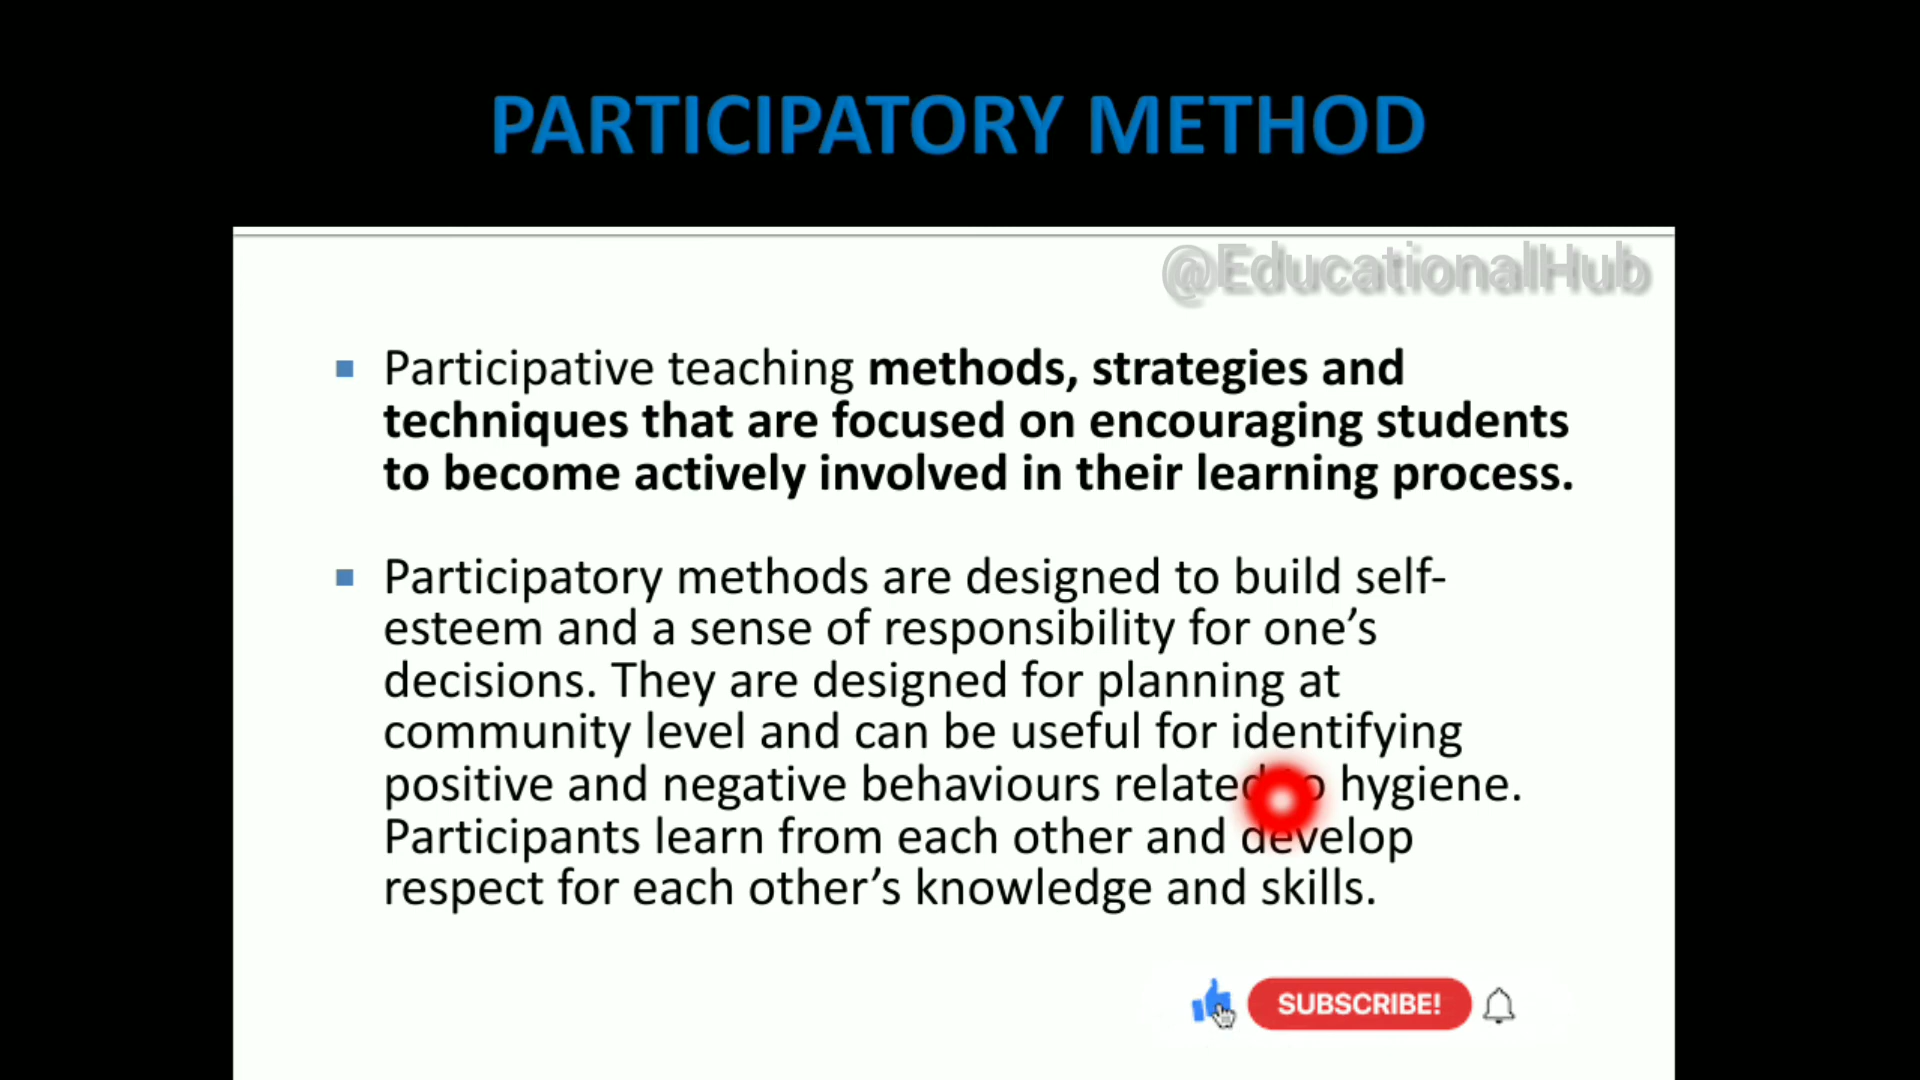 PARTICIPATORY METHOD
@EducationalHub
Participative teaching methods, strategies and
techniques that are focused on encouraging students
to become actively involved in their learning process.
Participatory methods are designed to build self-
esteem and a sense of responsibility for one’s
decisions. They are designed for planning at
community level and can be useful for identifying
positive and negative behaviours related to hygiene.
Participants learn from each other and develop
respect for each other’s knowledge and skills.
SUBSCRIBE!